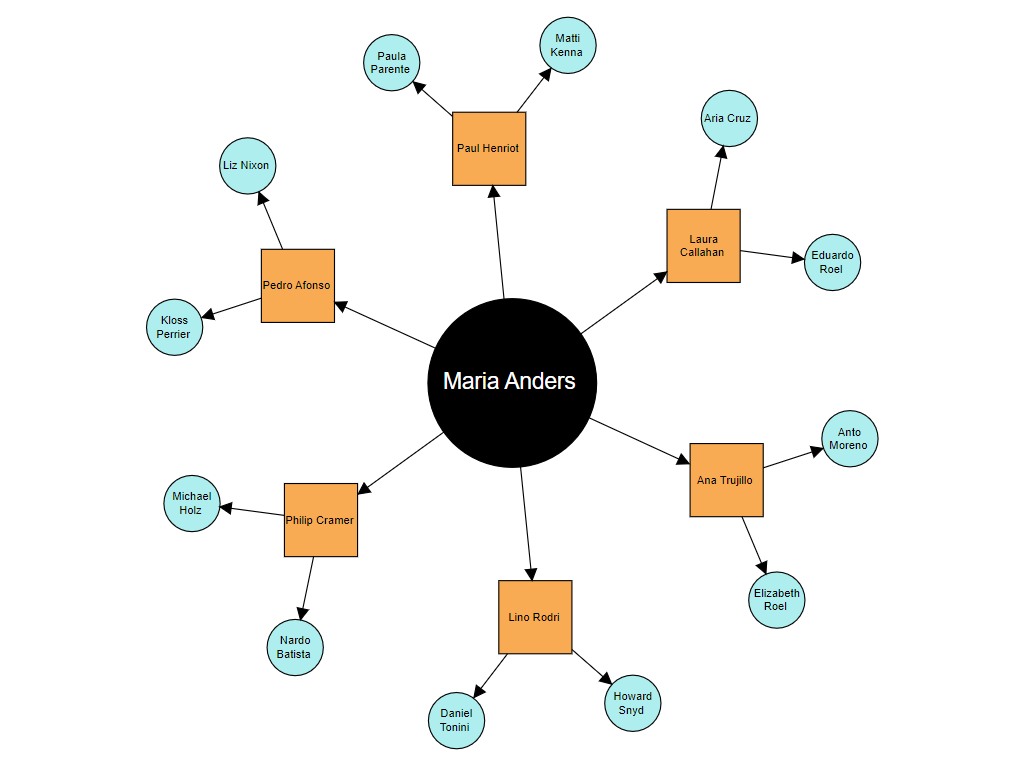 Matti
Kenna
Paula
Parente
Aria Cruz
Paul Henriot
Liz Nixon
Laura
Callahan
Eduardo
Roel
Pedro Afonso
Kloss
Perrier
Maria Anders
Anto
Moreno
Ana Trujillo
Michael
Holz
Philip Cramer
Elizabeth
Roel
Lino Rodri
Nardo
Batista
Howard
Snyd
Daniel
Tonini